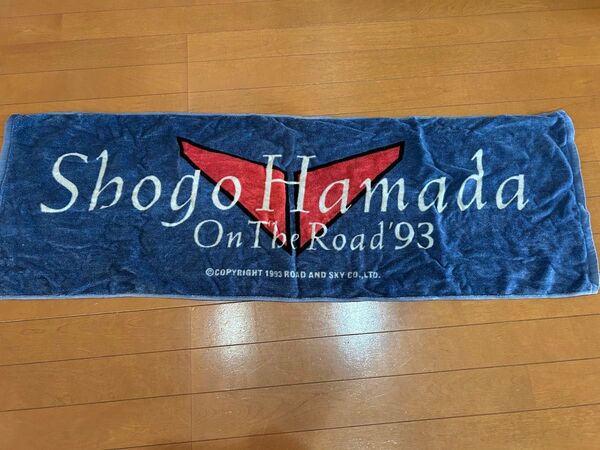 Shogo Hamada
On The Road '93
©COPYRIGHT 1993 ROAD AND SKY CO., LTD.